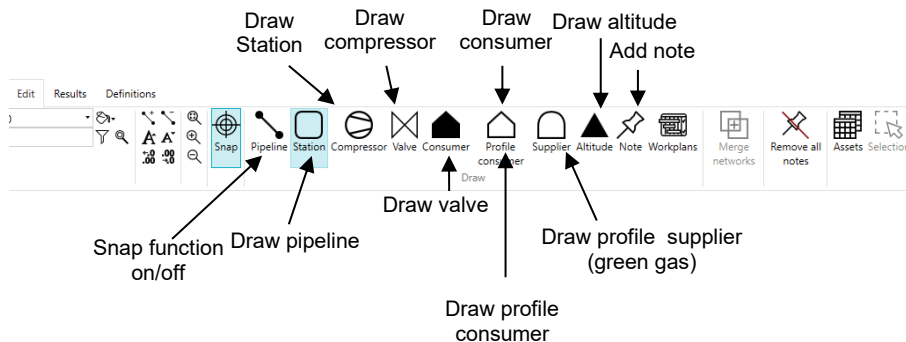 Draw
Station
Draw
compressor
Draw
consumer
Draw altitude
Add note
Edit
Results
Definitions
Snap
Pipeline
Station
Compressor
Valve
Consumer
Profile
consumer
Supplier
Altitude
Note
Workplans
Merge
networks
Remove all
notes
Assets
Selection
Draw
Snap function
on/off
Draw pipeline
Draw valve
Draw profile
consumer
Draw profile supplier
(green gas)